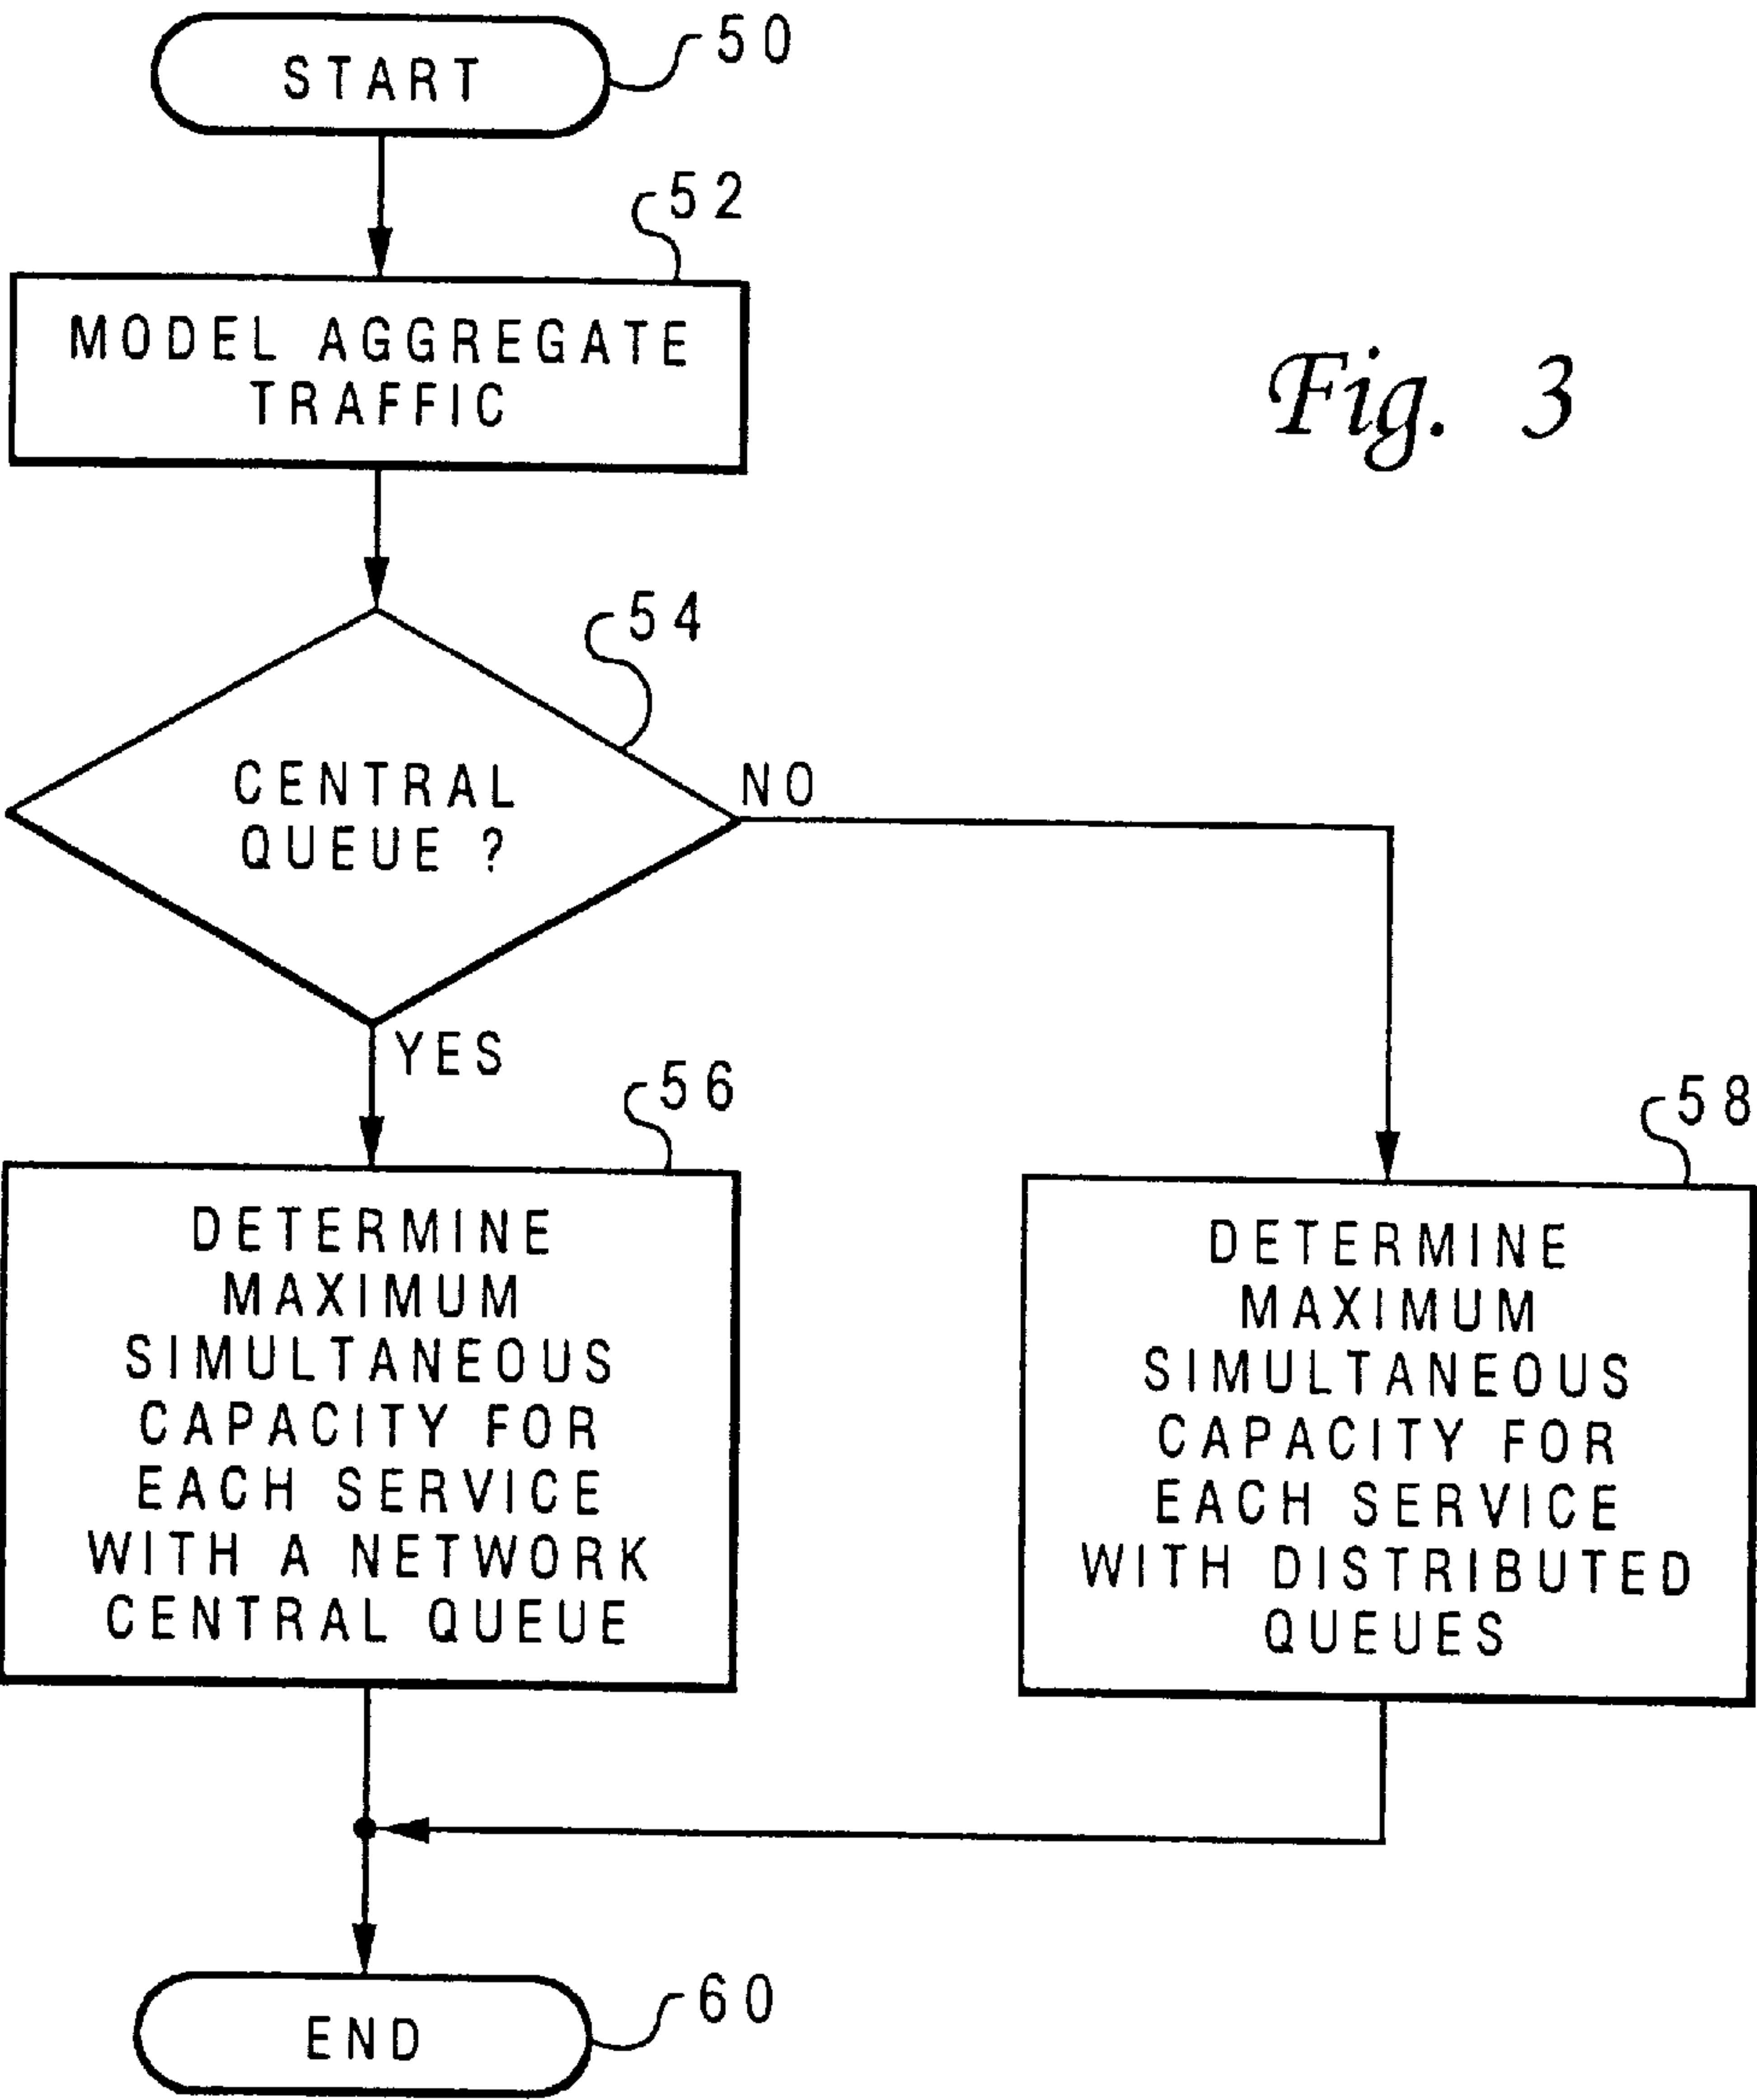 START
50
52
MODEL AGGREGATE
TRAFFIC
Fig. 3
54
CENTRAL
QUEUE ?
NO
YES
56
DETERMINE
MAXIMUM
SIMULTANEOUS
CAPACITY FOR
EACH SERVICE
WITH A NETWORK
CENTRAL QUEUE
58
DETERMINE
MAXIMUM
SIMULTANEOUS
CAPACITY FOR
EACH SERVICE
WITH DISTRIBUTED
QUEUES
END
60